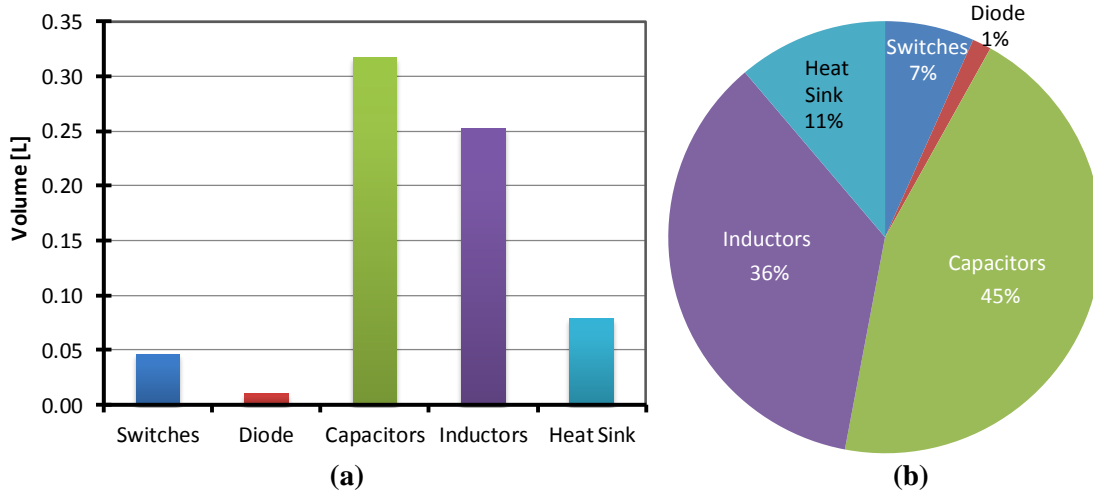 Volume [L]
0.35
0.30
0.25
0.20
0.15
0.10
0.05
0.00
Switches Diode Capacitors Inductors Heat Sink
(a)
Diode
1%
Switches
7%
Heat
Sink
11%
Inductors
36%
Capacitors
45%
(b)